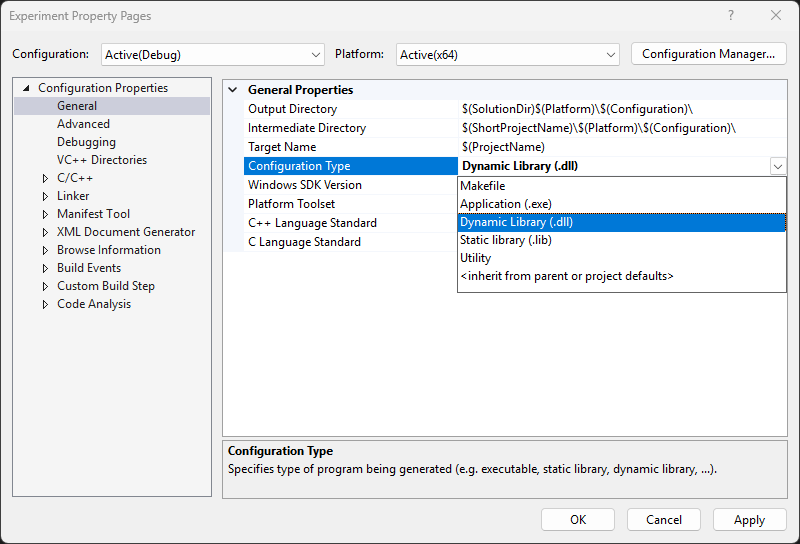 Experiment Property Pages ?
Configuration: Active(Debug) Platform: Active(x64) Configuration Manager...
Configuration Properties
General
Advanced
Debugging
VC++ Directories
C/C++
Linker
Manifest Tool
XML Document Generator
Browse Information
Build Events
Custom Build Step
Code Analysis
General Properties
Output Directory $(SolutionDir)$(Platform)\$(Configuration)\
Intermediate Directory $(ShortProjectName)\$(Platform)\$(Configuration)\
Target Name $(ProjectName)
Configuration Type Dynamic Library (.dll)
Windows SDK Version
Platform Toolset
C++ Language Standard
C Language Standard
Makefile
Application (.exe)
Dynamic Library (.dll)
Static library (.lib)
Utility
<inherit from parent or project defaults>
Configuration Type
Specifies type of program being generated (e.g. executable, static library, dynamic library, ...).
OK Cancel Apply